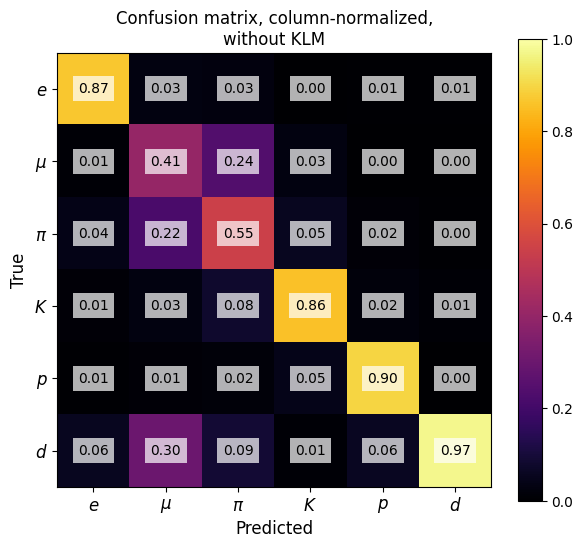 Confusion matrix, column-normalized,
without KLM
1.0
e 0.87 0.03 0.03 0.00 0.01 0.01
0.8
μ 0.01 0.41 0.24 0.03 0.00 0.00
π 0.04 0.22 0.55 0.05 0.02 0.00
0.6
True
K 0.01 0.03 0.08 0.86 0.02 0.01
0.4
p 0.01 0.01 0.02 0.05 0.90 0.00
0.2
d 0.06 0.30 0.09 0.01 0.06 0.97
0.0
e μ π K p d
Predicted